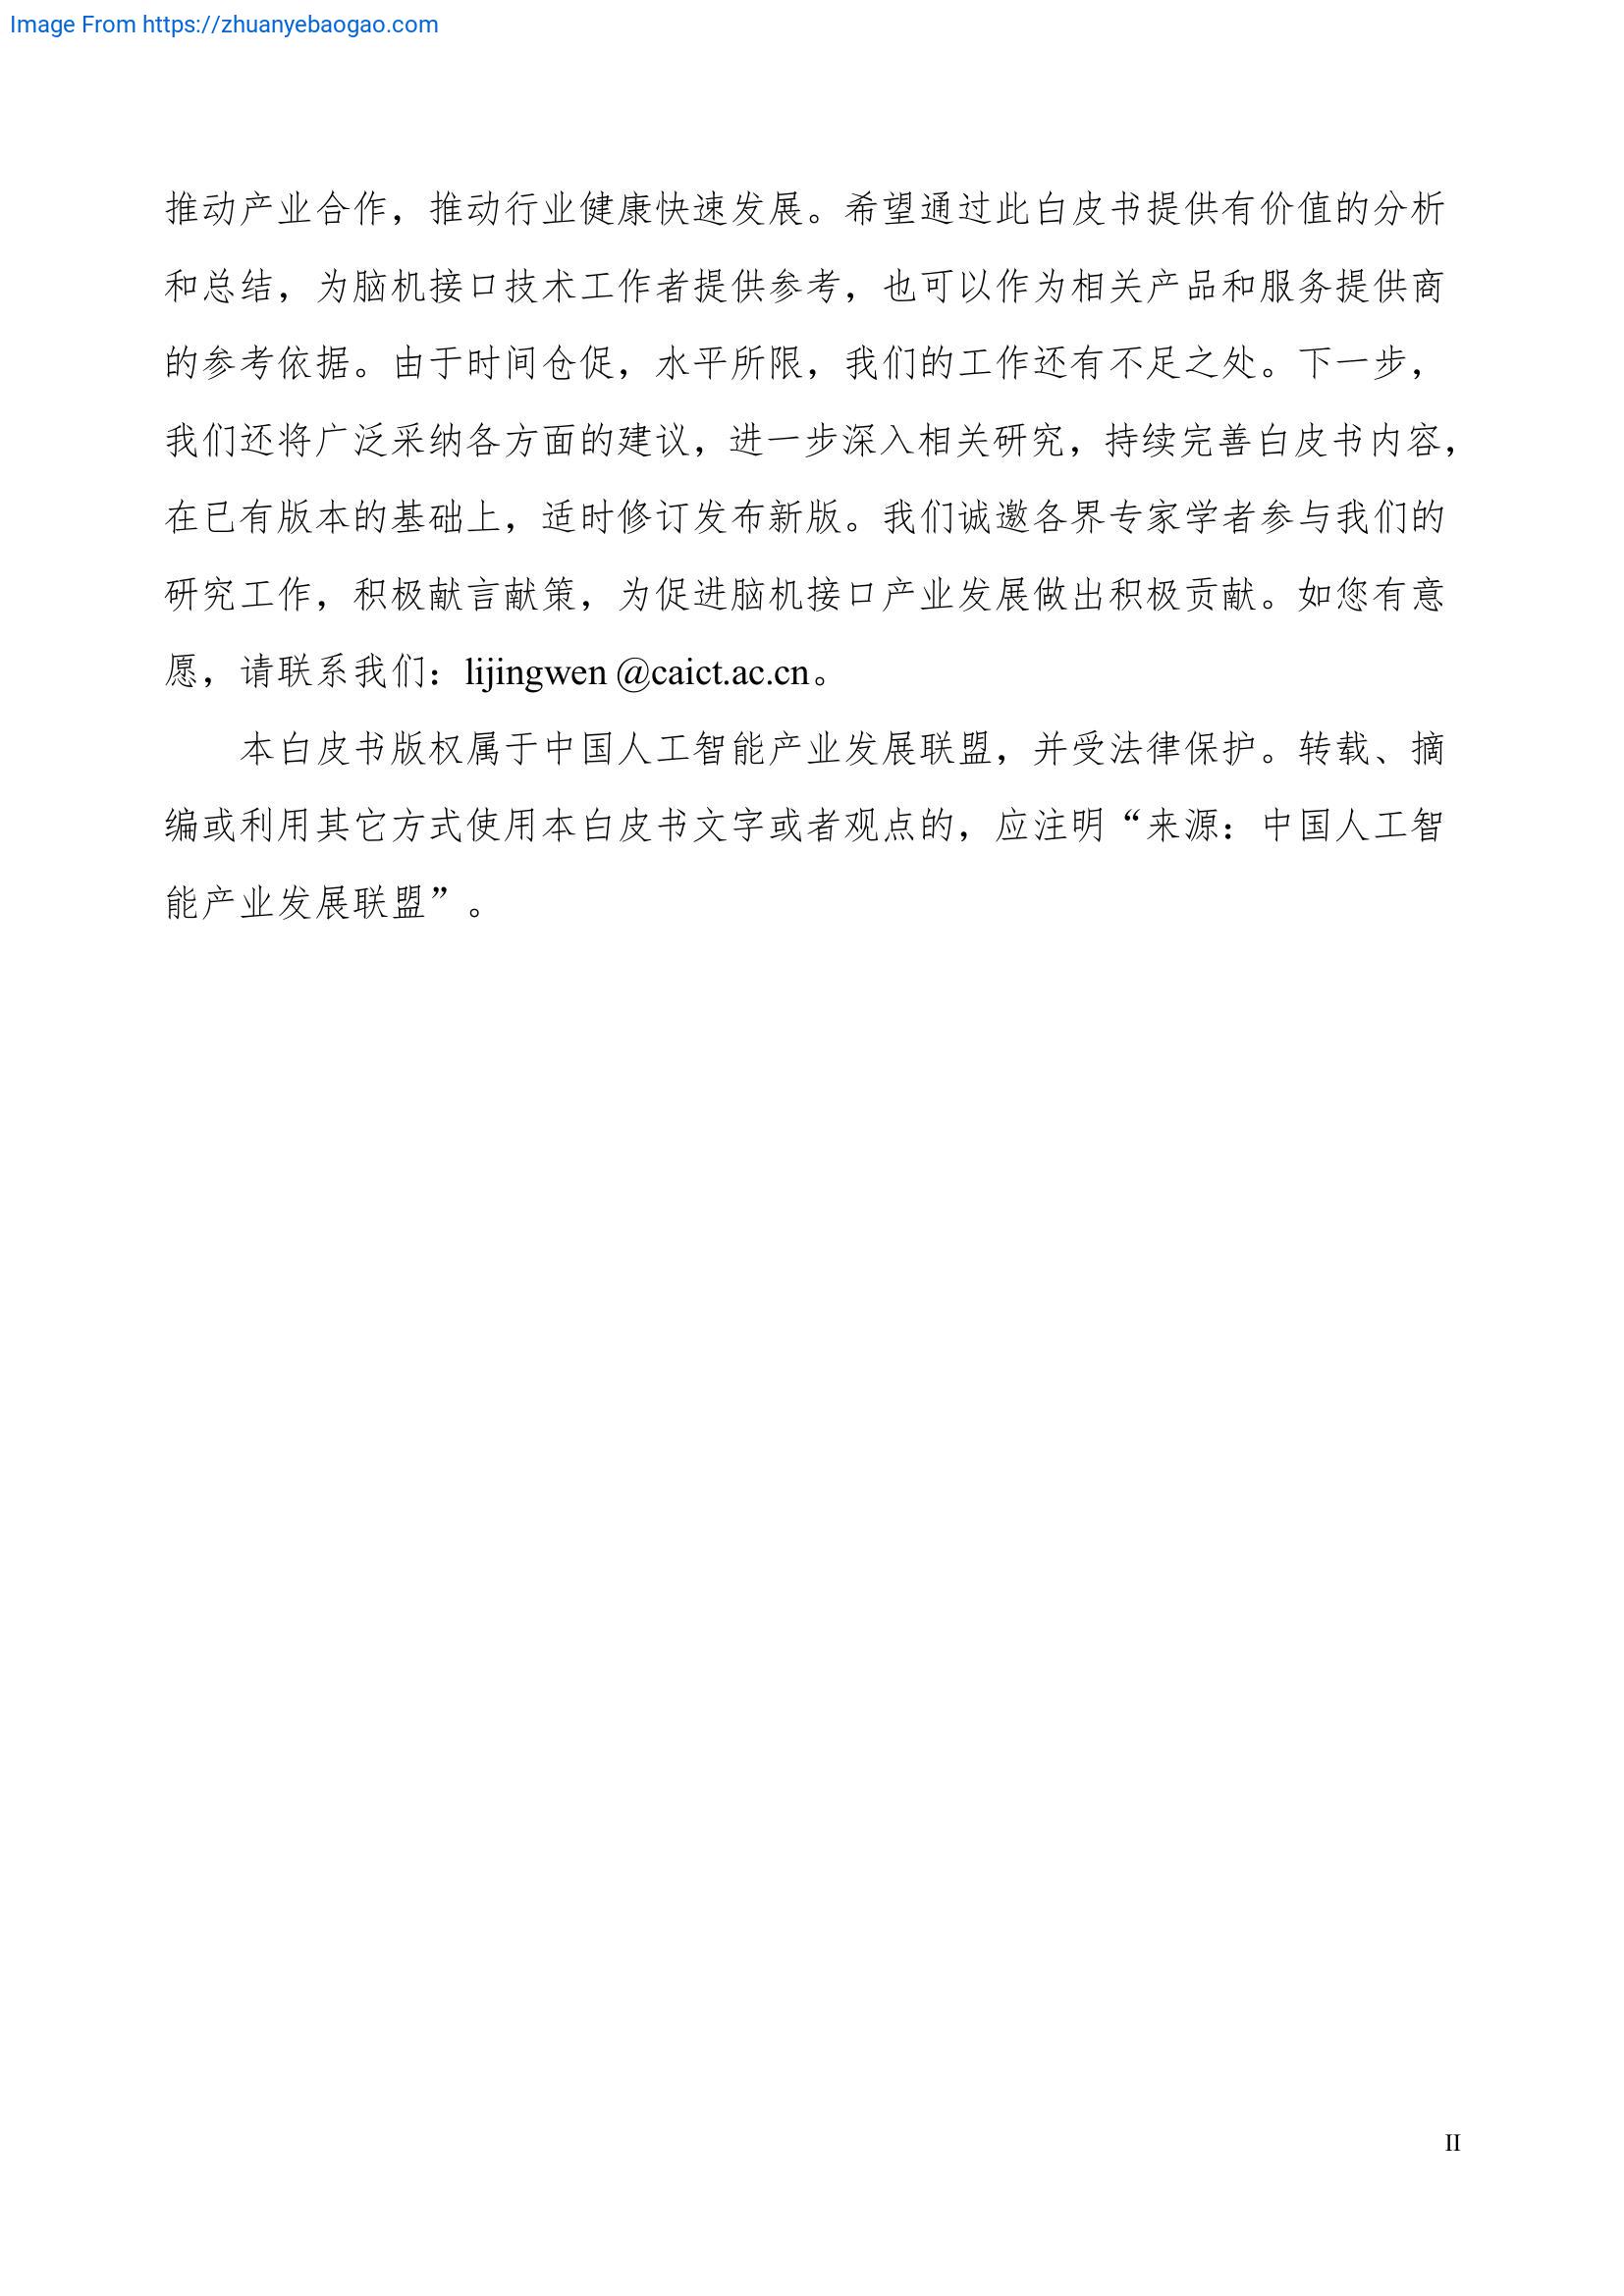 Image From https://zhuanyebaogao.com
推动产业合作，推动行业健康快速发展。希望通过此白皮书提供有价值的分析
和总结，为脑机接口技术工作者提供参考，也可以作为相关产品和服务提供商
的参考依据。由于时间仓促，水平所限，我们的工作还有不足之处。下一步，
我们还将广泛采纳各方面的建议，进一步深入相关研究，持续完善白皮书内容，
在已有版本的基础上，适时修订发布新版。我们诚邀各界专家学者参与我们的
研究工作，积极献言献策，为促进脑机接口产业发展做出积极贡献。如您有意
愿，请联系我们：lijingwen @caict.ac.cn。
本白皮书版权属于中国人工智能产业发展联盟，并受法律保护。转载、摘
编或利用其它方式使用本白皮书文字或者观点的，应注明“来源：中国人工智
能产业发展联盟”。
II